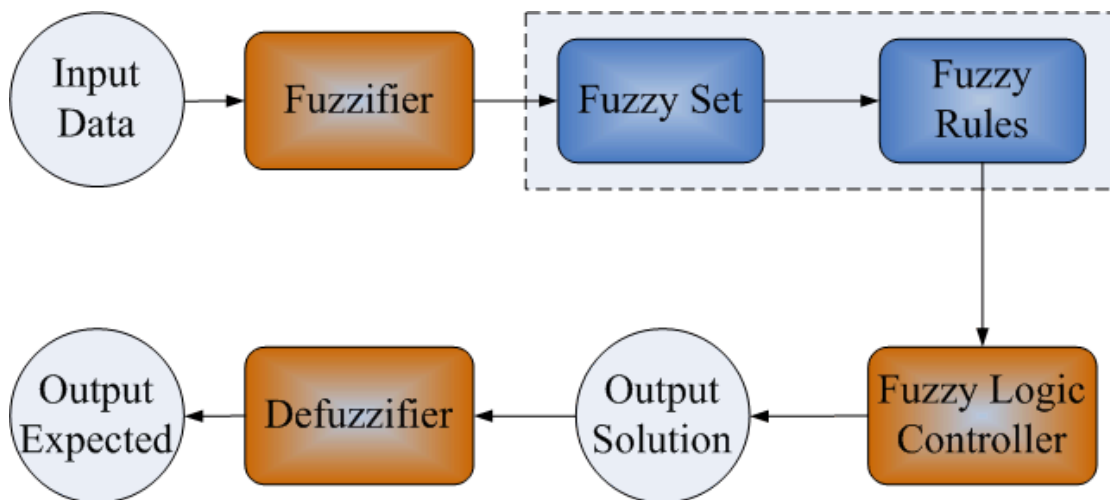 Input
Data
Fuzzifier
Fuzzy Set
Fuzzy
Rules
Output
Expected
Defuzzifier
Output
Solution
Fuzzy Logic
Controller